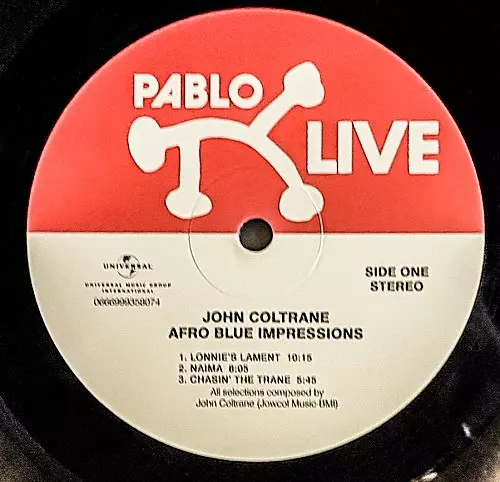 PABLO
LIVE
UNIVERSAL
UNIVERSAL MUSIC GROUP
INTERNATIONAL
0666999358074
SIDE ONE
STEREO
JOHN COLTRANE
AFRO BLUE IMPRESSIONS
1. LONNIE'S LAMENT 10:15
2. NAIMA 8:05
3. CHASIN' THE TRANE 5:45
All selections composed by
John Coltrane (Jowcol Music-BMI)